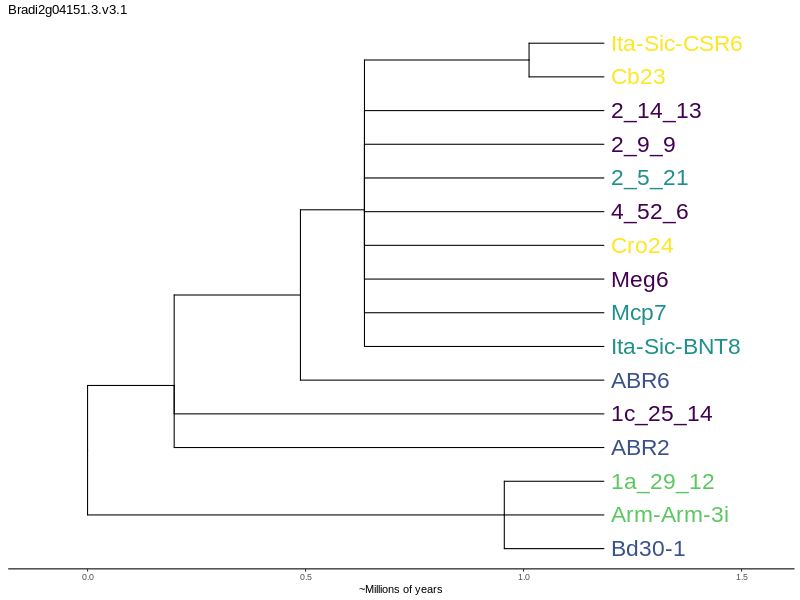 Bradi2g04151.3.v3.1
Ita-Sic-CSR6
Cb23
2_14_13
2_9_9
2_5_21
4_52_6
Cro24
Meg6
Mcp7
Ita-Sic-BNT8
ABR6
1c_25_14
ABR2
1a_29_12
Arm-Arm-3i
Bd30-1
0.0 0.5 1.0 1.5
~Millions of years